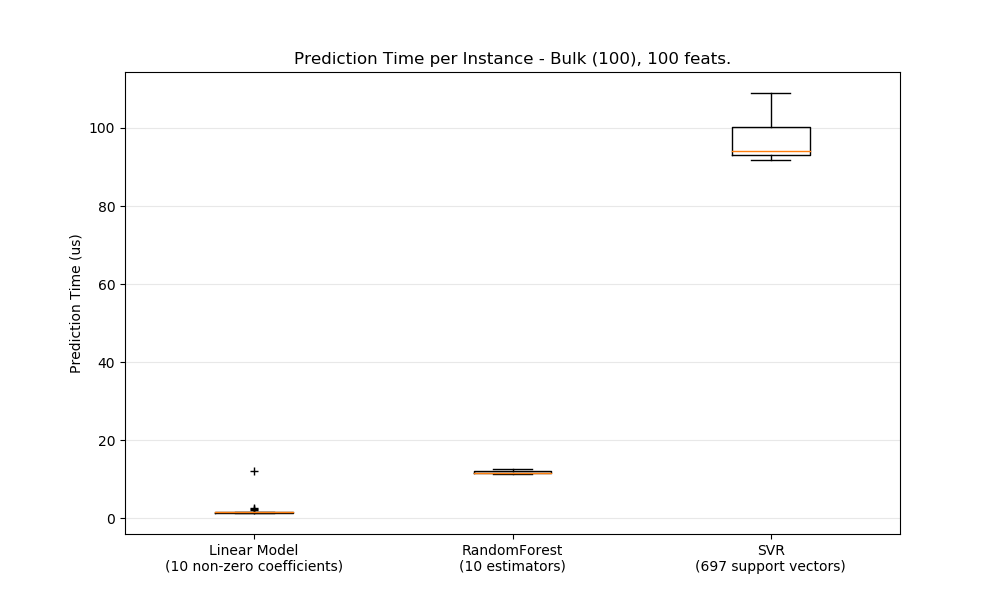 Prediction Time per Instance - Bulk (100), 100 feats.
Prediction Time (us)
100
80
60
40
20
0
Linear Model
(10 non-zero coefficients)
RandomForest
(10 estimators)
SVR
(697 support vectors)